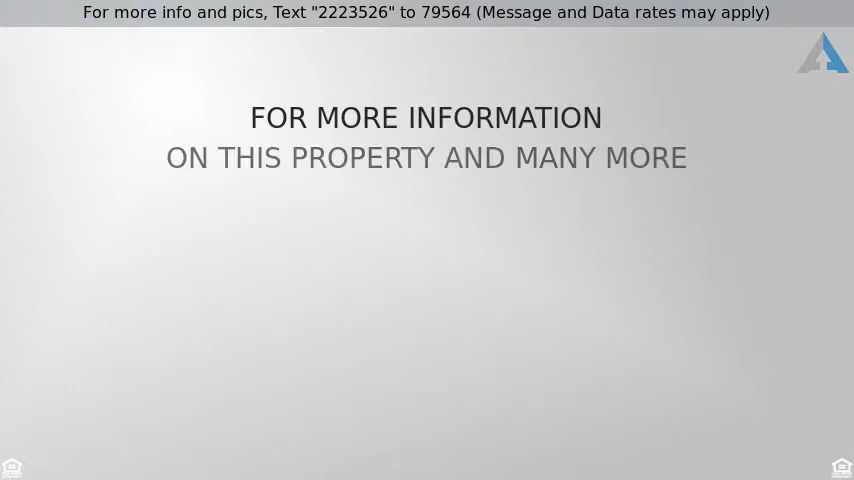 For more info and pics, Text "2223526" to 79564 (Message and Data rates may apply)
FOR MORE INFORMATION
ON THIS PROPERTY AND MANY MORE